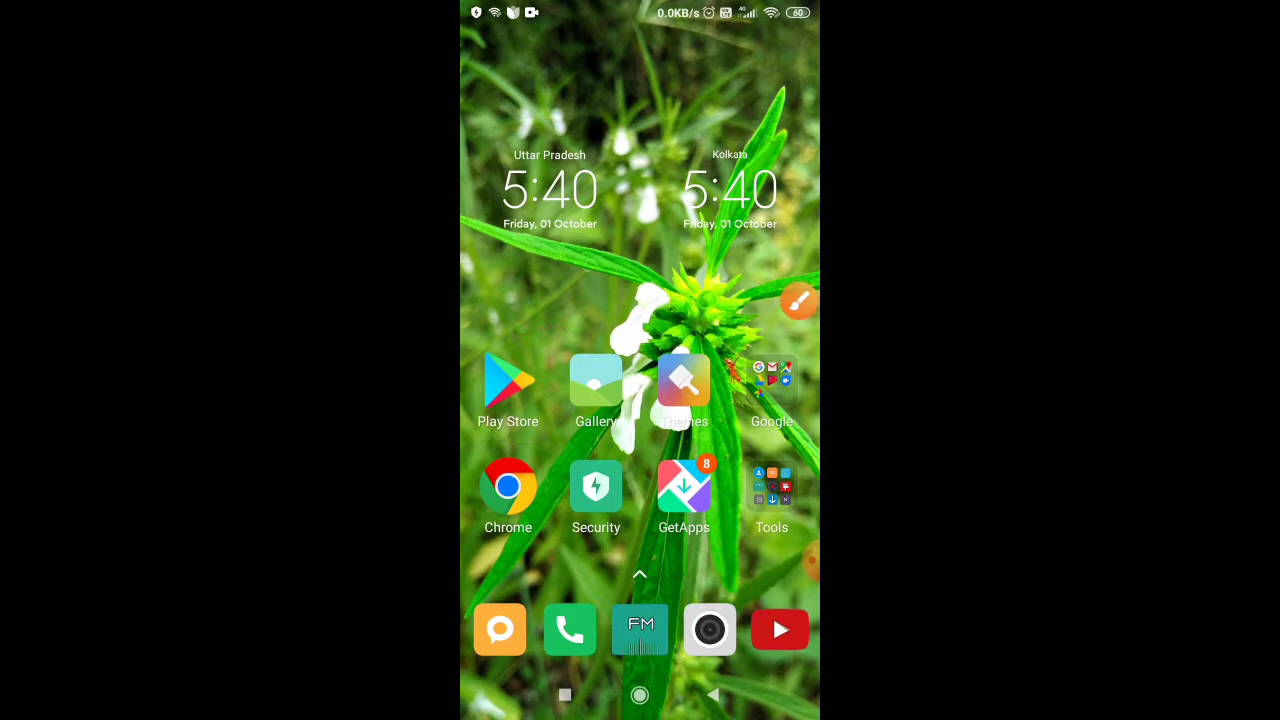 0.0KB/s 4G 60
Uttar Pradesh
5:40
Friday, 01 October
Kolkata
5:40
Friday, 01 October
Play Store
Gallery
Themes
Google
8
Chrome
Security
GetApps
Tools
FM